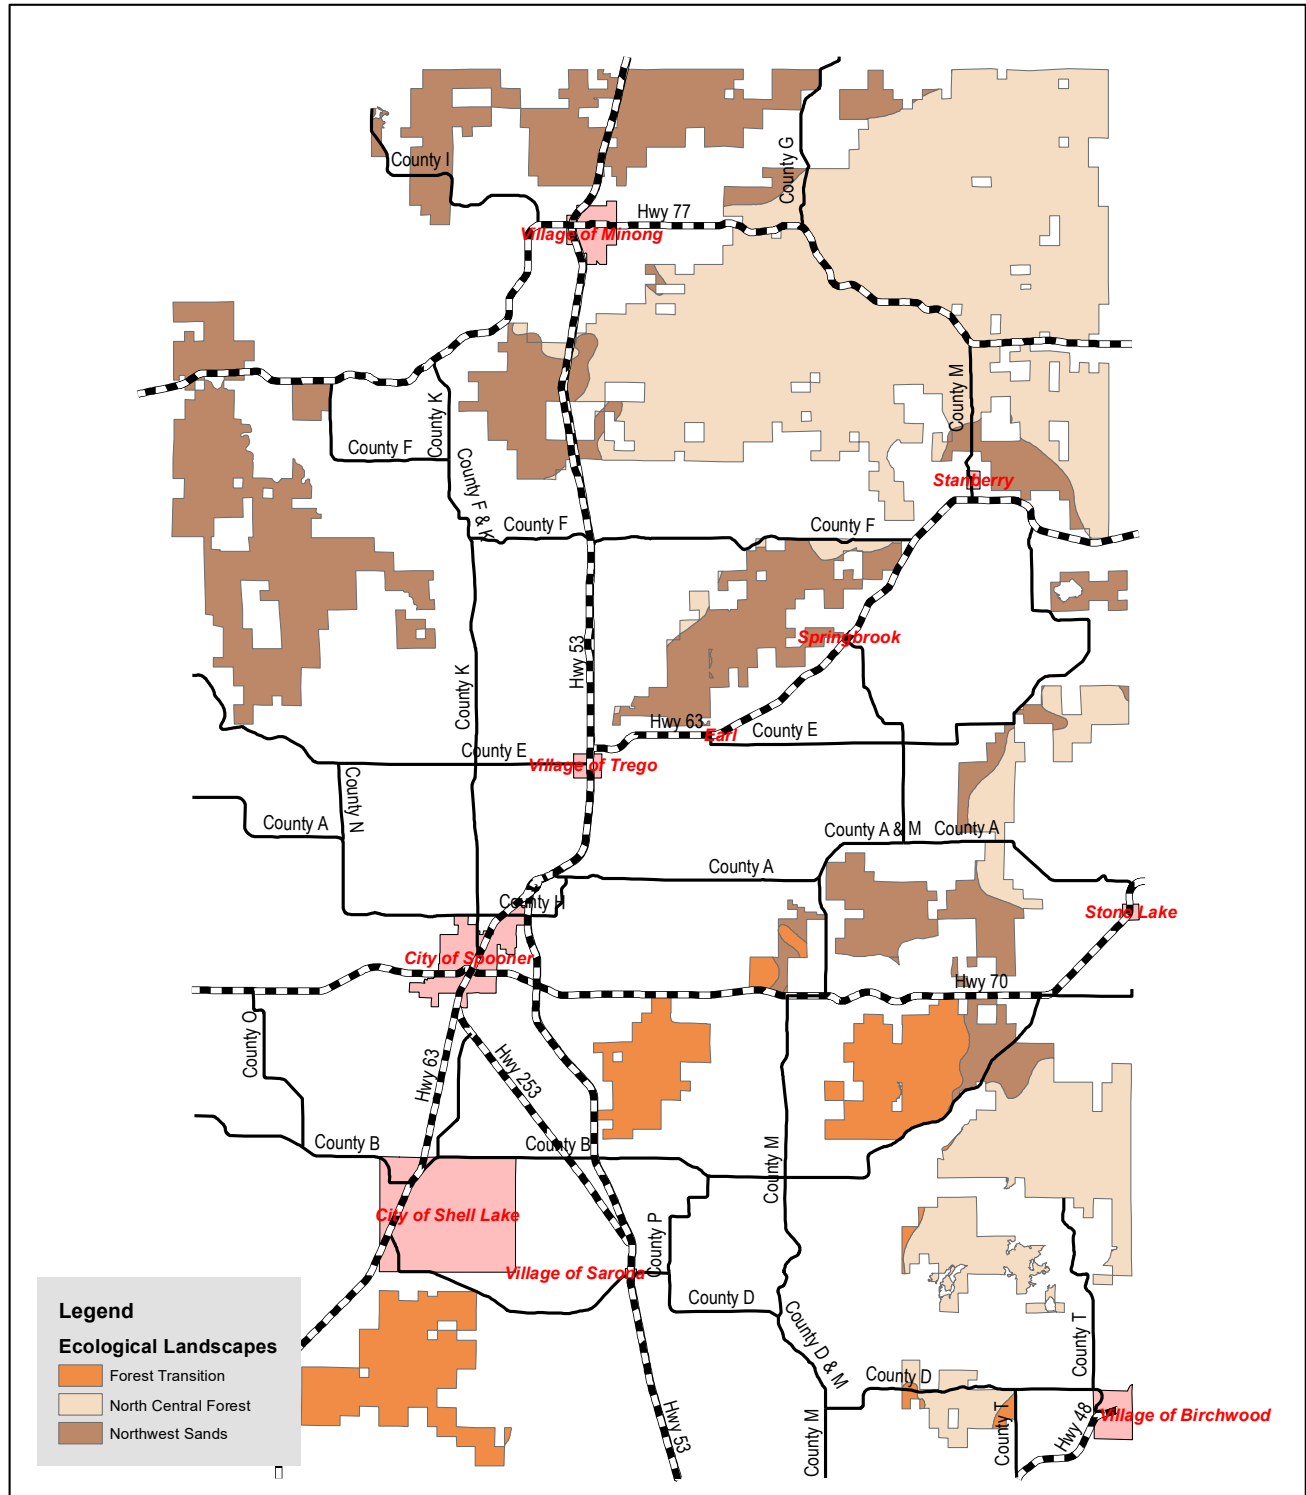 County I
County G
Hwy 77
Village of Minong
County K
County M
County F
County F & K
Stanberry
County F
County F
Hwy 53
Springbrook
County K
Hwy 63
Earl
County E
County E
Village of Trego
County N
County A
County A & M
County A
County A
County H
Stone Lake
City of Spooner
Hwy 70
County O
Hwy 63
Hwy 253
County B
County B
County M
City of Shell Lake
County P
Village of Sarona
County D
County T
County D & M
County D
Village of Birchwood
Hwy 53
County M
County T
Hwy 48
Legend
Ecological Landscapes
Forest Transition
North Central Forest
Northwest Sands